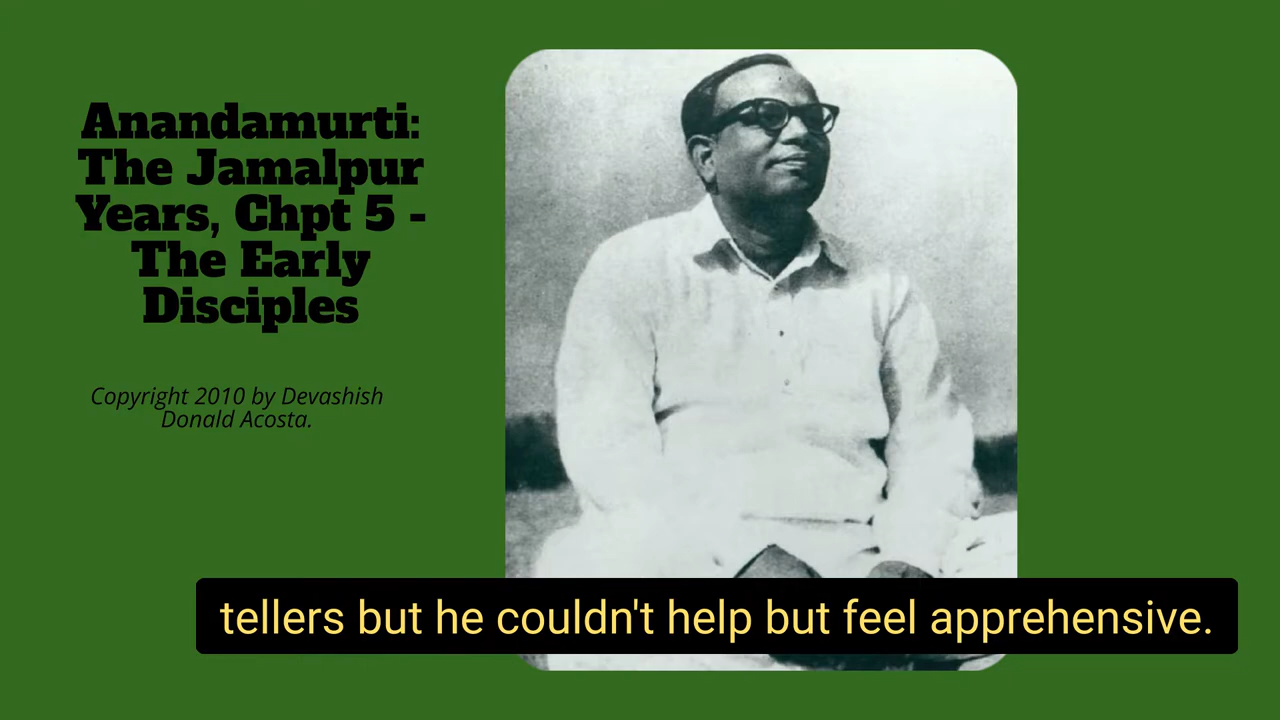 Anandamurti:
The Jamalpur
Years, Chpt 5 -
The Early
Disciples
Copyright 2010 by Devashish
Donald Acosta.
tellers but he couldn't help but feel apprehensive.